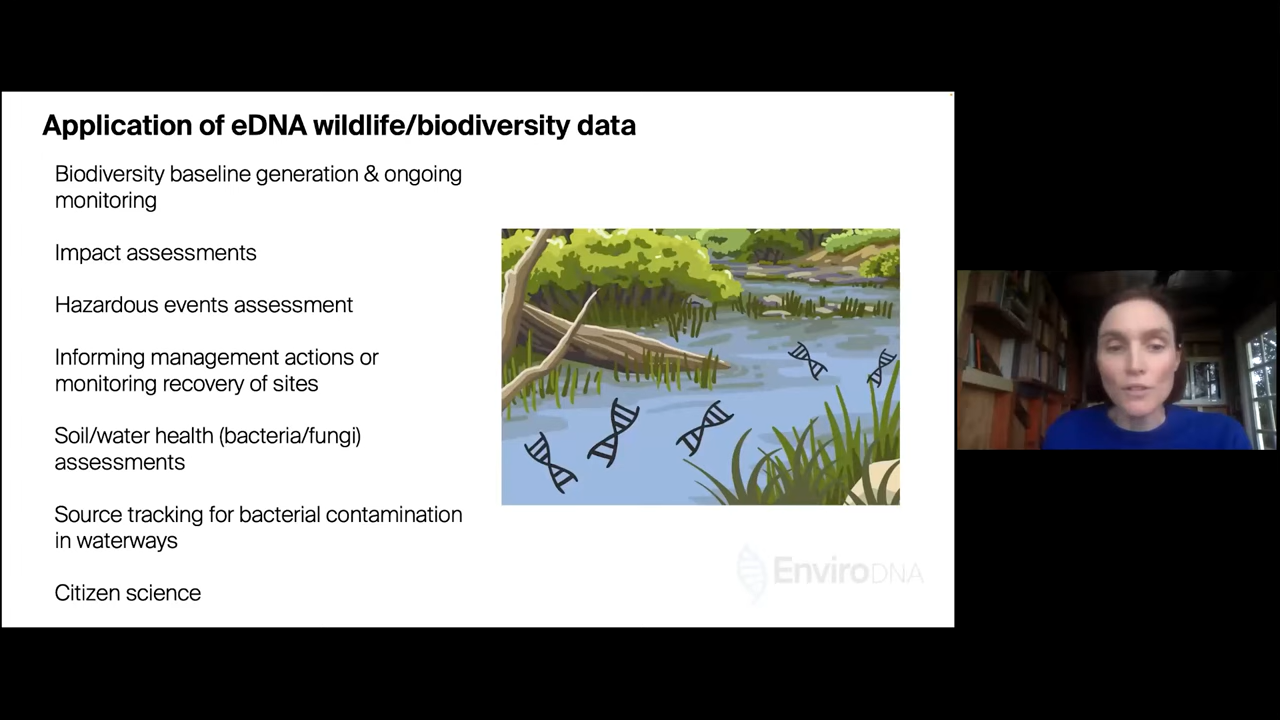 Application of eDNA wildlife/biodiversity data
Biodiversity baseline generation & ongoing
monitoring
Impact assessments
Hazardous events assessment
Informing management actions or
monitoring recovery of sites
Soil/water health (bacteria/fungi)
assessments
Source tracking for bacterial contamination
in waterways
Citizen science
EnviroDNA